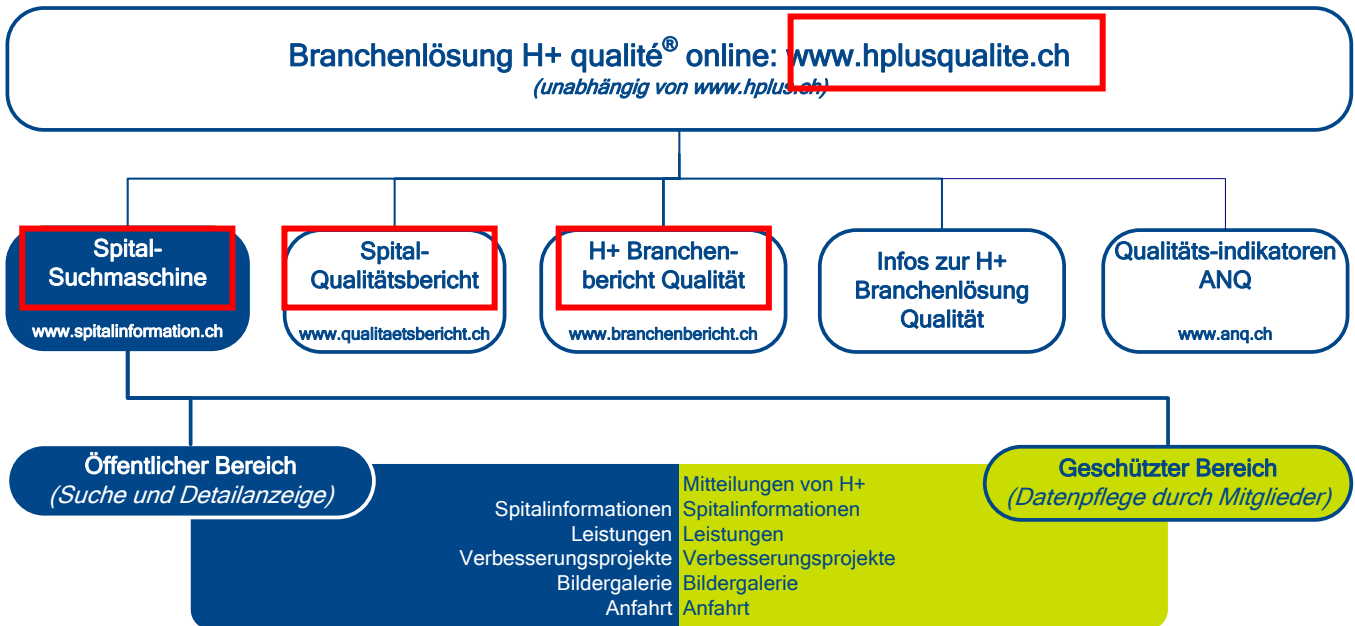 Branchenlösung H+ qualité® online: www.hplusqualite.ch
(unabhängig von www.hplus.ch)
Spital-
Suchmaschine
www.spitalinformation.ch
Spital-
Qualitätsbericht
www.qualitaetsbericht.ch
H+ Branchen-
bericht Qualität
www.branchenbericht.ch
Infos zur H+
Branchenlösung
Qualität
Qualitäts-indikatoren
ANQ
www.anq.ch
Öffentlicher Bereich
(Suche und Detailanzeige)
Spitalinformationen
Leistungen
Verbesserungsprojekte
Bildergalerie
Anfahrt
Mitteilungen von H+
Spitalinformationen
Leistungen
Verbesserungsprojekte
Bildergalerie
Anfahrt
Geschützter Bereich
(Datenpflege durch Mitglieder)